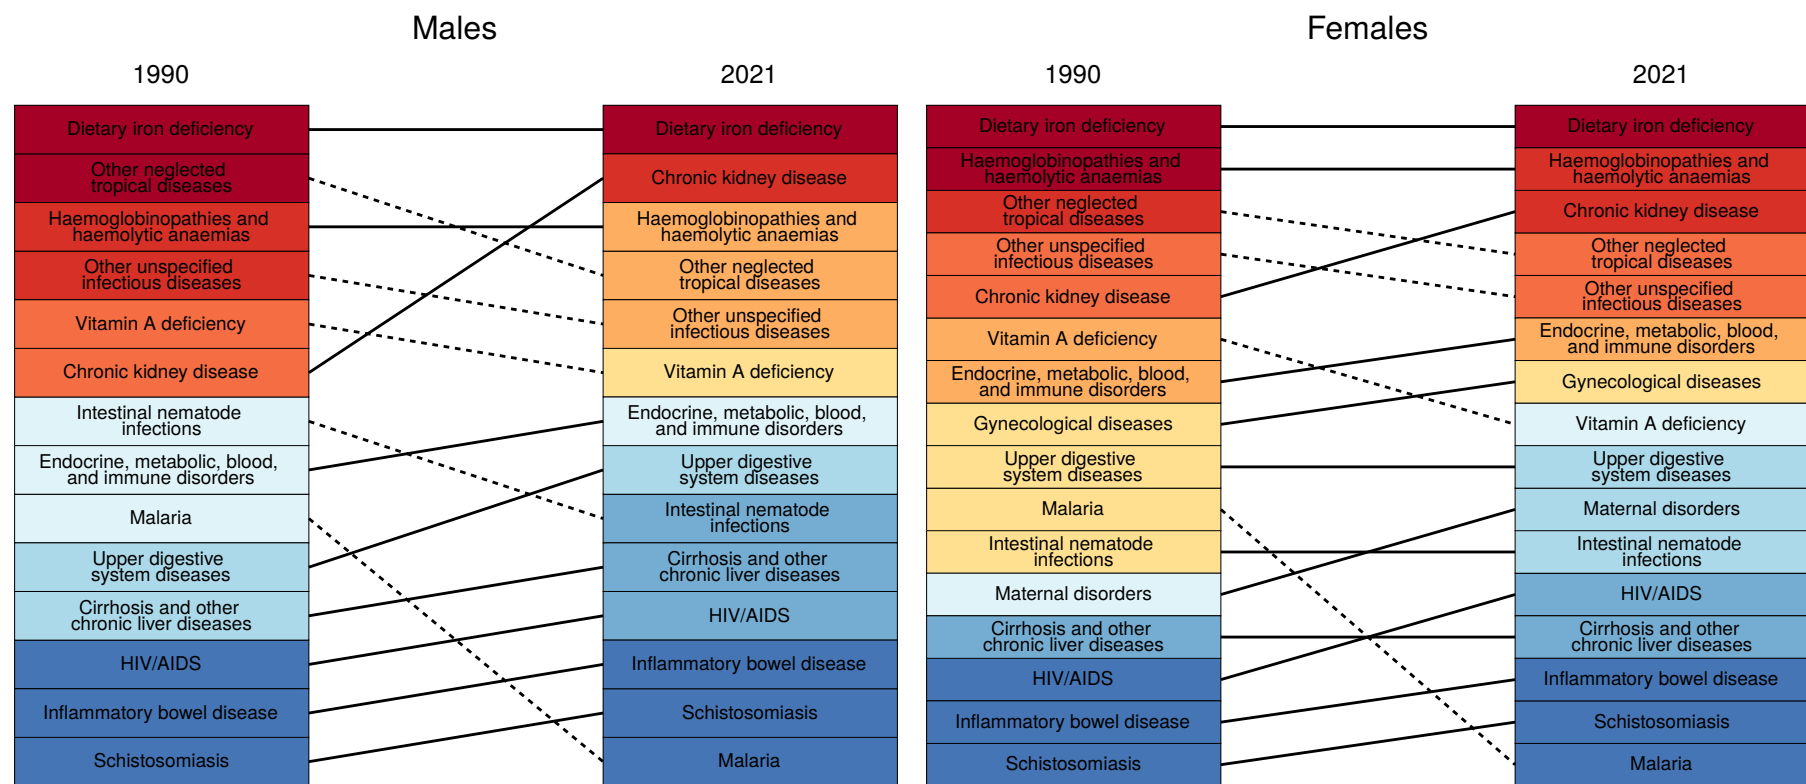 Males
1990
2021
Dietary iron deficiency
Other neglected
tropical diseases
Haemoglobinopathies and
haemolytic anaemias
Other unspecified
infectious diseases
Vitamin A deficiency
Chronic kidney disease
Intestinal nematode
infections
Endocrine, metabolic, blood,
and immune disorders
Malaria
Upper digestive
system diseases
Cirrhosis and other
chronic liver diseases
HIV/AIDS
Inflammatory bowel disease
Schistosomiasis
Dietary iron deficiency
Chronic kidney disease
Haemoglobinopathies and
haemolytic anaemias
Other neglected
tropical diseases
Other unspecified
infectious diseases
Vitamin A deficiency
Endocrine, metabolic, blood,
and immune disorders
Upper digestive
system diseases
Intestinal nematode
infections
Cirrhosis and other
chronic liver diseases
HIV/AIDS
Inflammatory bowel disease
Schistosomiasis
Malaria
Females
1990
2021
Dietary iron deficiency
Haemoglobinopathies and
haemolytic anaemias
Other neglected
tropical diseases
Other unspecified
infectious diseases
Chronic kidney disease
Vitamin A deficiency
Endocrine, metabolic, blood,
and immune disorders
Gynecological diseases
Upper digestive
system diseases
Malaria
Intestinal nematode
infections
Maternal disorders
Cirrhosis and other
chronic liver diseases
HIV/AIDS
Inflammatory bowel disease
Schistosomiasis
Dietary iron deficiency
Haemoglobinopathies and
haemolytic anaemias
Chronic kidney disease
Other neglected
tropical diseases
Other unspecified
infectious diseases
Endocrine, metabolic, blood,
and immune disorders
Gynecological diseases
Vitamin A deficiency
Upper digestive
system diseases
Maternal disorders
Intestinal nematode
infections
HIV/AIDS
Cirrhosis and other
chronic liver diseases
Inflammatory bowel disease
Schistosomiasis
Malaria